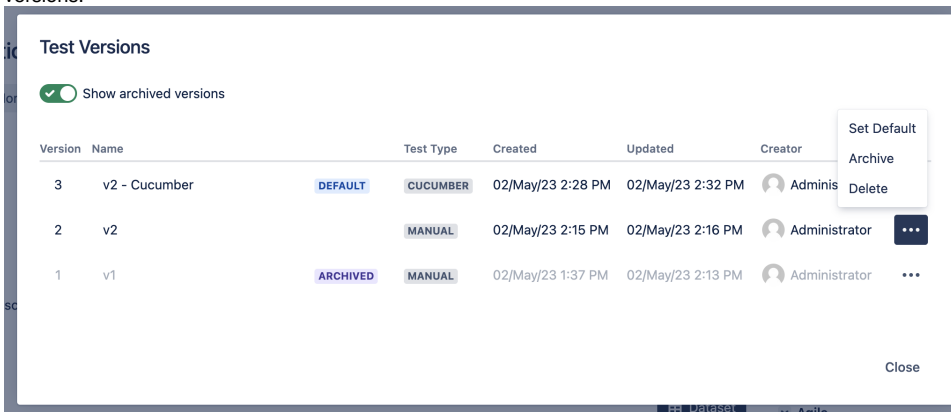 versions.
Test Versions
Show archived versions
Set Default
Version Name Test Type Created Updated Creator
Archive
3 v2 - Cucumber DEFAULT CUCUMBER 02/May/23 2:28 PM 02/May/23 2:32 PM Adminis
Delete
2 v2 MANUAL 02/May/23 2:15 PM 02/May/23 2:16 PM Administrator
1 v1 ARCHIVED MANUAL 02/May/23 1:37 PM 02/May/23 2:13 PM Administrator
Close
Dataset